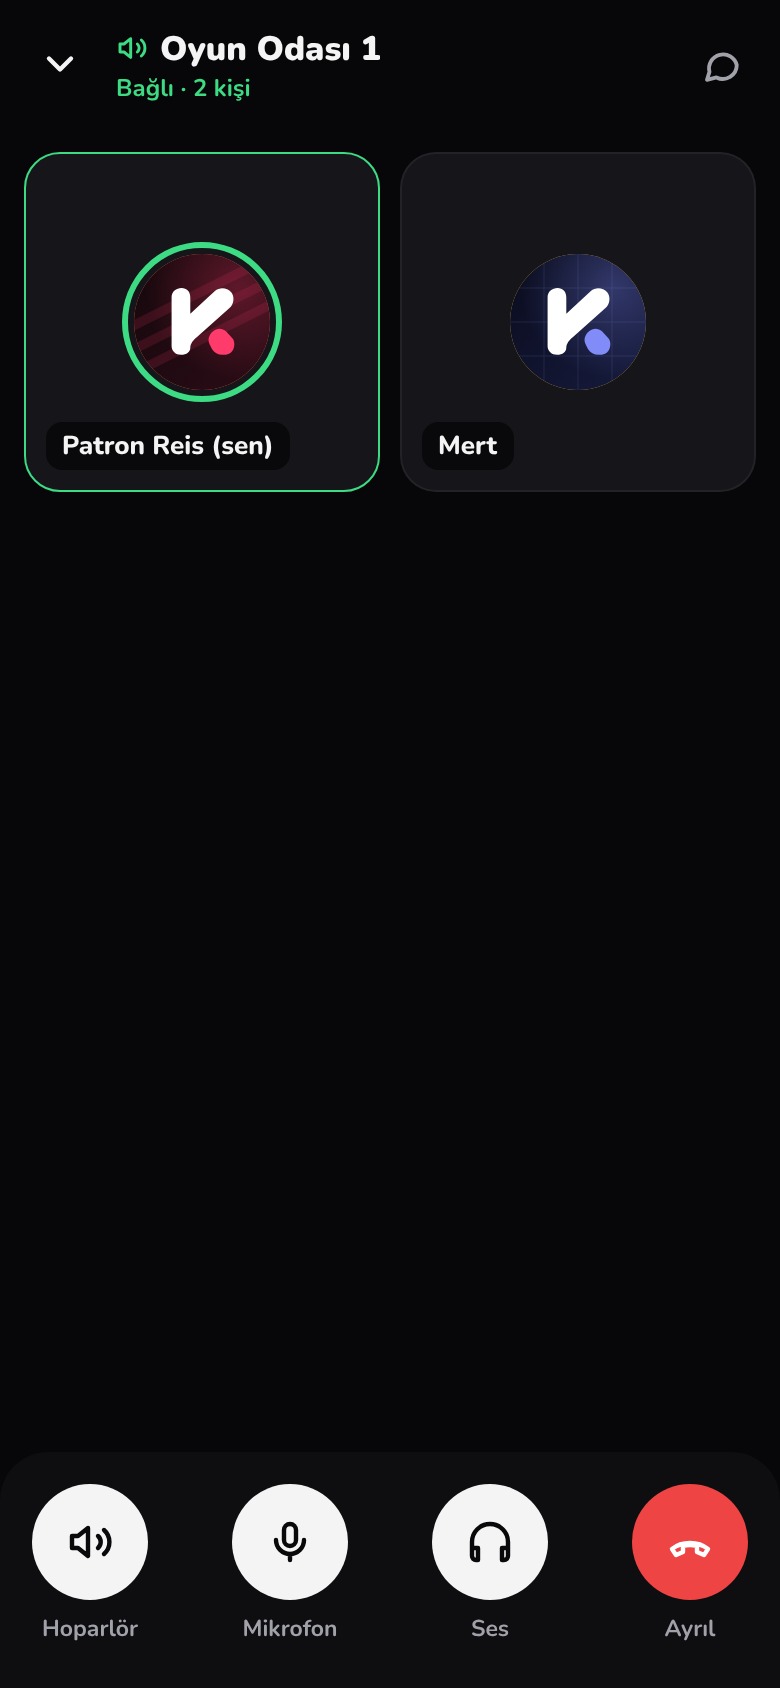 Oyun Odası 1
Bağlı · 2 kişi
Patron Reis (sen)
Mert
Hoparlör
Mikrofon
Ses
Ayrıl